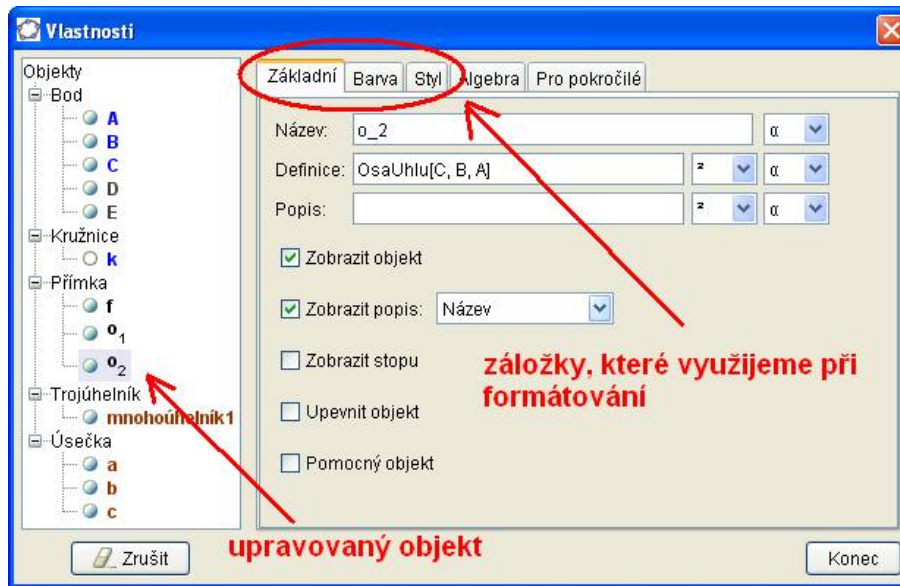 Vlastnosti
Objekty
Bod
A
B
C
D
E
Kružnice
k
Přímka
f
o1
o2
Trojúhelník
mnohoúhelník1
Úsečka
a
b
c
Základní Barva Styl Algebra Pro pokročilé
Název: o_2 α
Definice: OsaUhlu[C, B, A] ² α
Popis: ² α
Zobrazit objekt
Zobrazit popis: Název
Zobrazit stopu
Upevnit objekt
Pomocný objekt
záložky, které využijeme při
formátování
upravovaný objekt
Zrušit
Konec